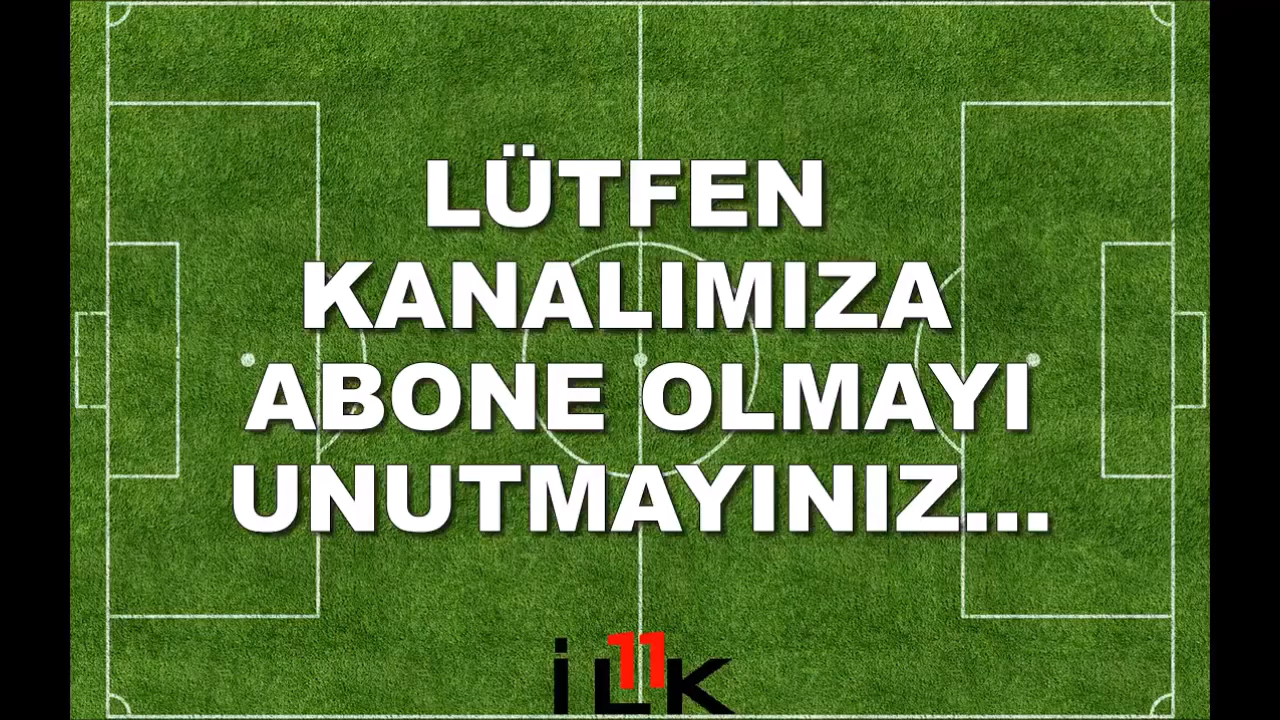 LÜTFEN
KANALIMIZA
ABONE OLMAYI
UNUTMAYINIZ...
İLK 11